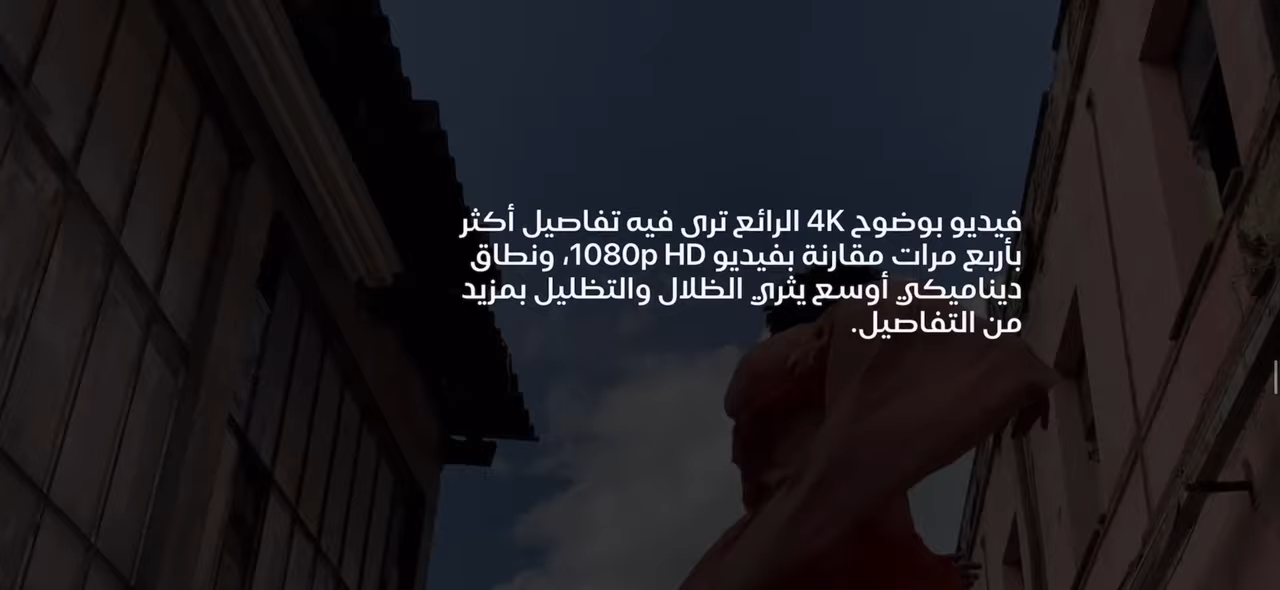 فيديو بوضوح 4K الرائع ترى فيه تفاصيل أكثر
بأربع مرات مقارنة بفيديو 1080p HD، ونطاق
ديناميكي أوسع يثري الظلال والتظليل بمزيد
من التفاصيل.